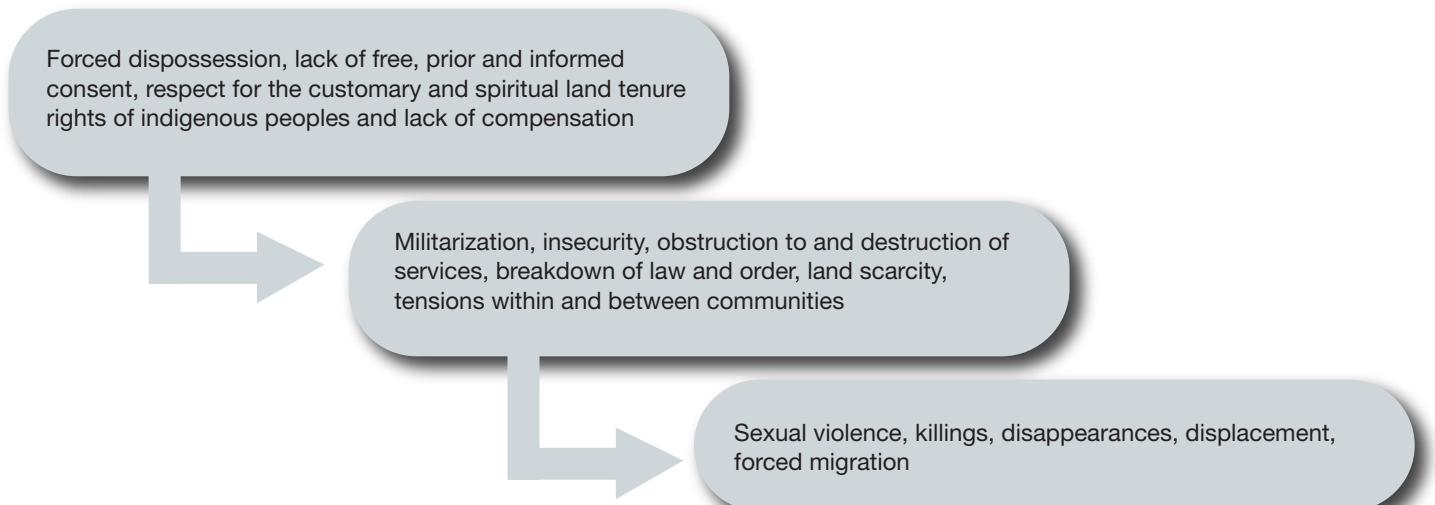 Forced dispossession, lack of free, prior and informed
consent, respect for the customary and spiritual land tenure
rights of indigenous peoples and lack of compensation
Militarization, insecurity, obstruction to and destruction of
services, breakdown of law and order, land scarcity,
tensions within and between communities
Sexual violence, killings, disappearances, displacement,
forced migration